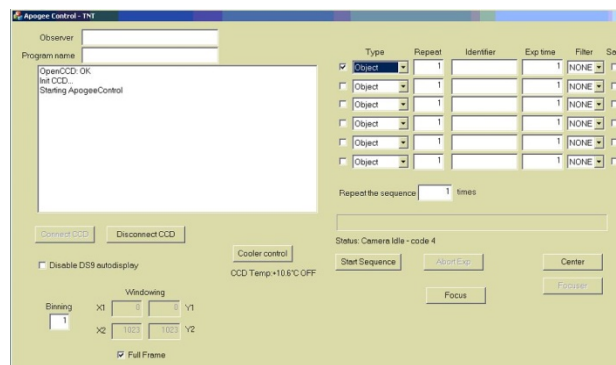 Apogee Control - TNT
Observer
Program name
OpenCCD: OK
Init CCD...
Starting ApogeeControl
Type Repeat Identifier Exp time Filter Sa
Object 1 1 NONE
Object 1 1 NONE
Object 1 1 NONE
Object 1 1 NONE
Object 1 1 NONE
Object 1 1 NONE
Repeat the sequence 1 times
Connect CCD Disconnect CCD
Status: Camera Idle - code 4
Cooler control Start Sequence Abort Exp Center
Disable DS9 autodisplay
CCD Temp:+10.6°C OFF
Focus Focuser
Windowing
Binning X1 0 0 Y1
1
X2 1023 1023 Y2
Full Frame